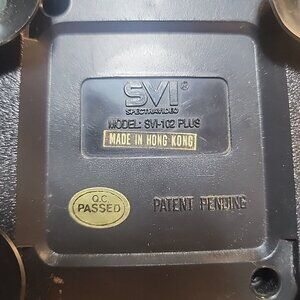 SVI®
SPECTRAVIDEO
MODEL: SVI-102 PLUS
MADE IN HONG KONG
Q.C.
PASSED
PATENT PENDING